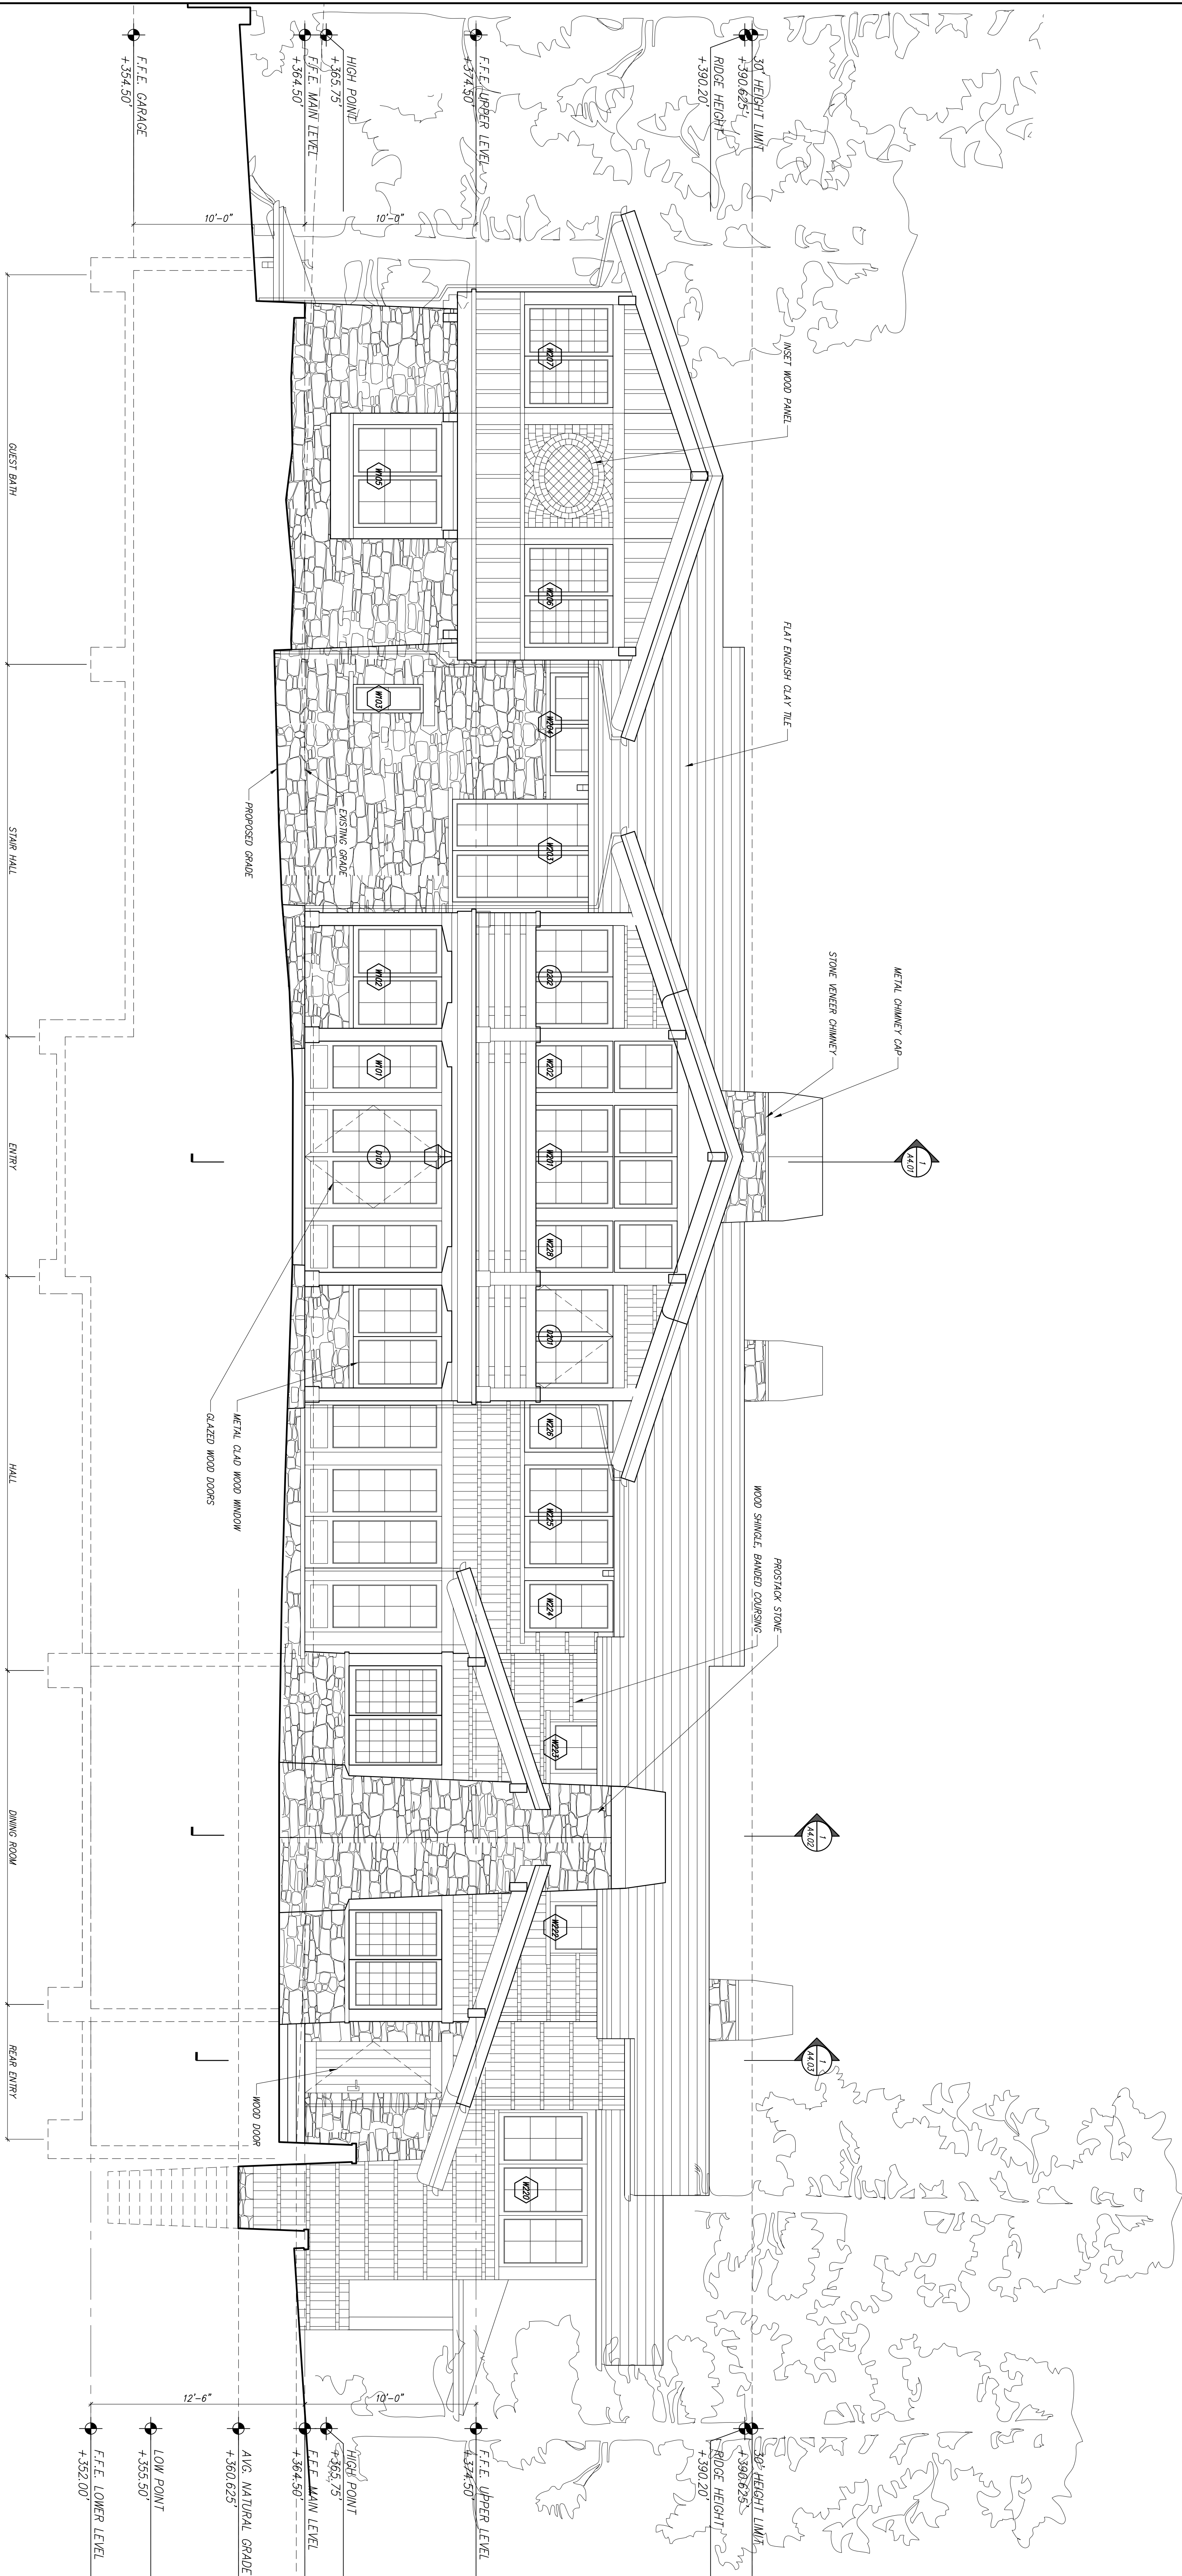 30' HEIGHT LIMIT
+390.625'
RIDGE HEIGHT
+390.20'
F.F.E. UPPER LEVEL
+374.50'
HIGH POINT
+365.75'
F.F.E. MAIN LEVEL
+364.50'
F.F.E. GARAGE
+354.50'
10'-0"
10'-0"
INSET WOOD PANEL
FLAT ENGLISH CLAY TILE
METAL CHIMNEY CAP
STONE VENEER CHIMNEY
WOOD SHINGLE, BANDED COURSING
PROSTACK STONE
1
A4.01
1
A4.02
1
A4.03
W207
W206
W204
W203
D202
W202
W201
W228
D201
W226
W225
W224
W223
W222
W220
W105
W103
W102
W101
D101
EXISTING GRADE
PROPOSED GRADE
METAL CLAD WOOD WINDOW
GLAZED WOOD DOORS
WOOD DOOR
GUEST BATH
STAIR HALL
ENTRY
HALL
DINING ROOM
REAR ENTRY
30' HEIGHT LIMIT
+390.625'
RIDGE HEIGHT
+390.20'
F.F.E. UPPER LEVEL
+374.50'
HIGH POINT
+365.75'
F.F.E. MAIN LEVEL
+364.50'
AVG. NATURAL GRADE
+360.625'
LOW POINT
+355.50'
F.F.E. LOWER LEVEL
+352.00'
10'-0"
12'-6"